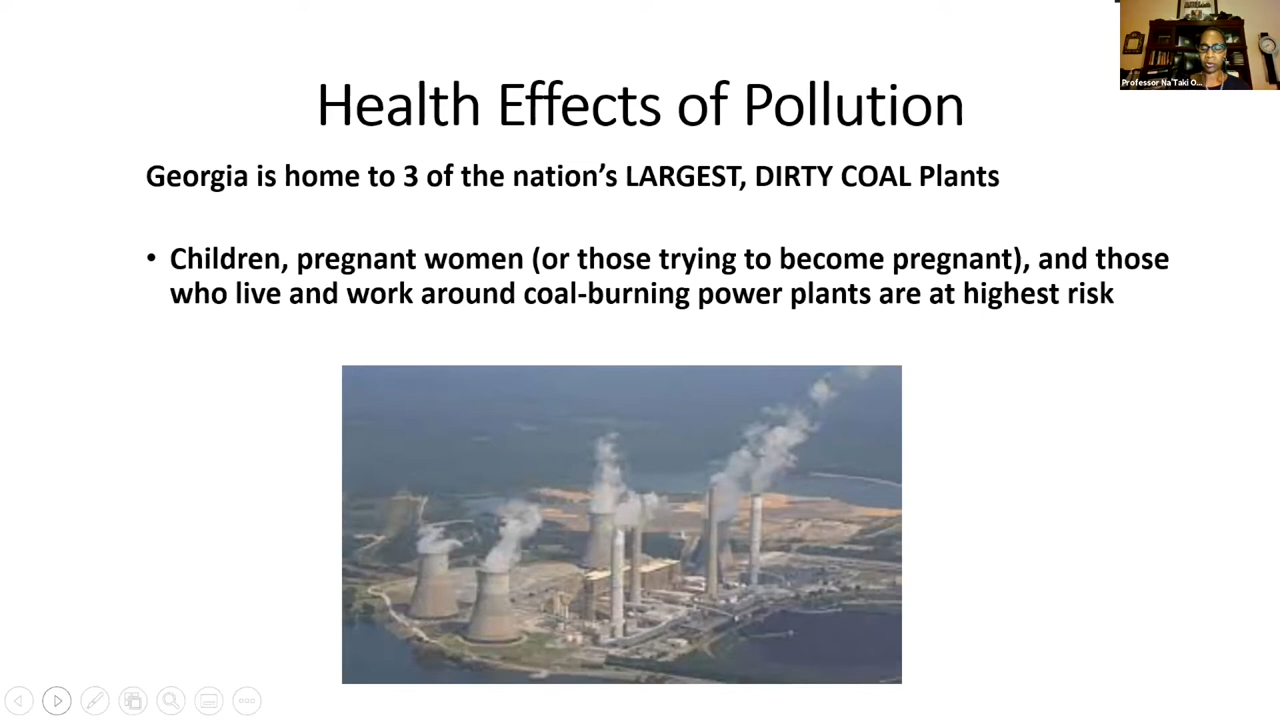 Professor Na'Taki O...
Health Effects of Pollution
Georgia is home to 3 of the nation's LARGEST, DIRTY COAL Plants
• Children, pregnant women (or those trying to become pregnant), and those
who live and work around coal-burning power plants are at highest risk